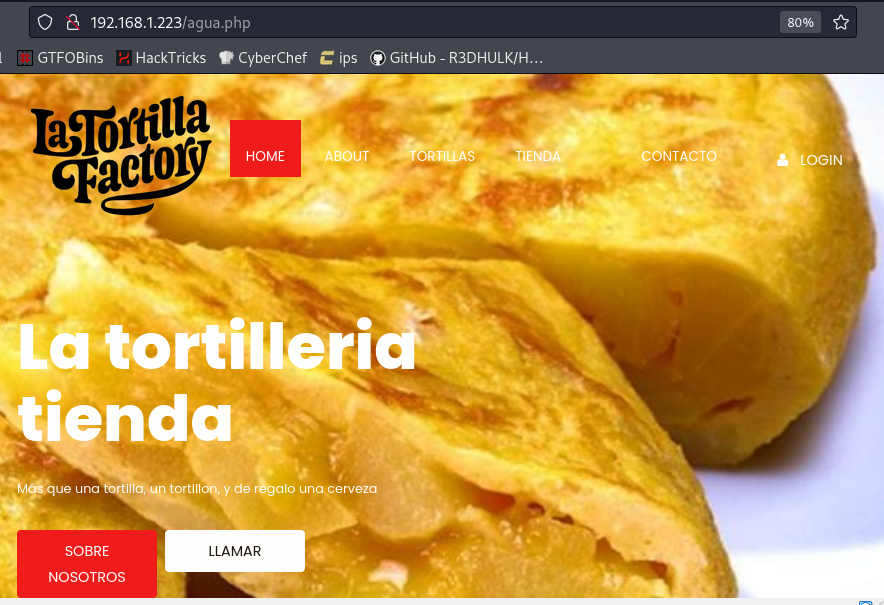 192.168.1.223/agua.php
80%
GTFOBins HackTricks CyberChef ips GitHub - R3DHULK/H...
La Tortilla
Factory
HOME ABOUT TORTILLAS TIENDA CONTACTO LOGIN
La tortilleria
tienda
Más que una tortilla, un tortillon, y de regalo una cerveza
SOBRE
NOSOTROS
LLAMAR